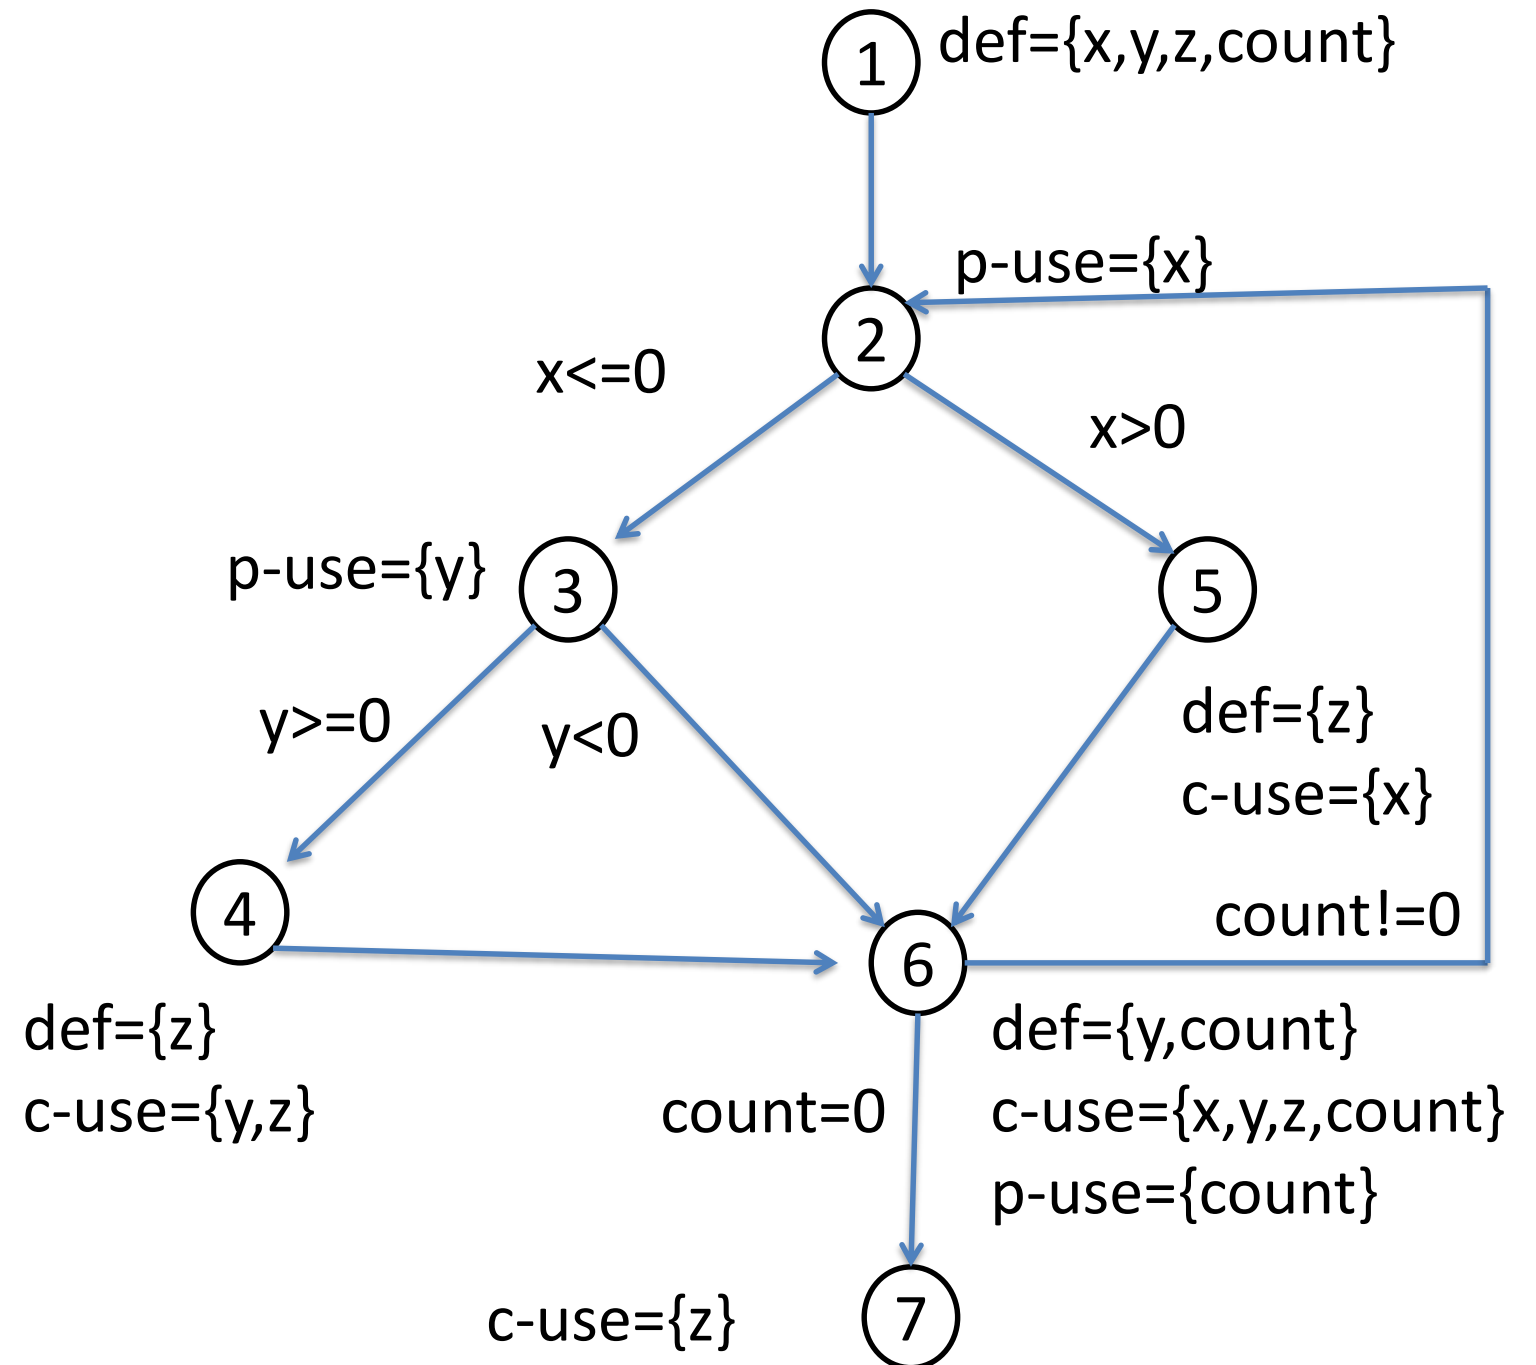 1
def={x,y,z,count}
p-use={x}
2
x<=0
x>0
p-use={y}
3
5
y>=0
y<0
def={z}
c-use={x}
4
count!=0
6
def={z}
c-use={y,z}
def={y,count}
count=0
c-use={x,y,z,count}
p-use={count}
c-use={z}
7